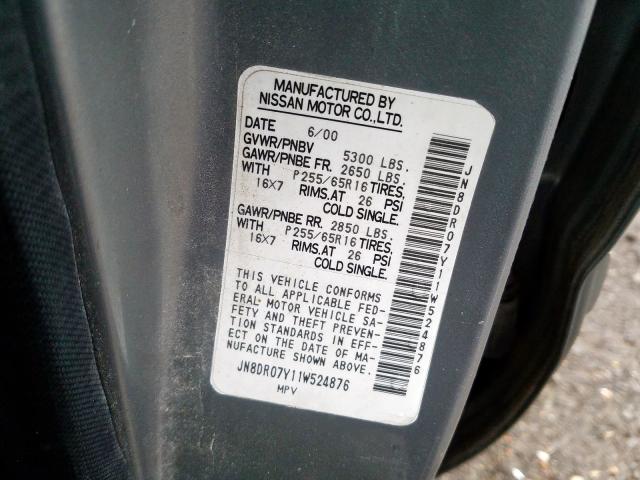 MANUFACTURED BY
NISSAN MOTOR CO.,LTD.
DATE 6/00
GVWR/PNBV 5300 LBS.
GAWR/PNBE FR. 2650 LBS.
WITH P255/65R16 TIRES,
16X7 RIMS.AT 26 PSI
COLD SINGLE.
GAWR/PNBE RR. 2850 LBS.
WITH P255/65R16 TIRES,
16X7 RIMS.AT 26 PSI
COLD SINGLE.
THIS VEHICLE CONFORMS
TO ALL APPLICABLE FED-
ERAL MOTOR VEHICLE SA-
FETY AND THEFT PREVEN-
TION STANDARDS IN EFF-
ECT ON THE DATE OF MA-
NUFACTURE SHOWN ABOVE.
JN8DR07Y11W524876
MPV
JN8DR07Y11W524876